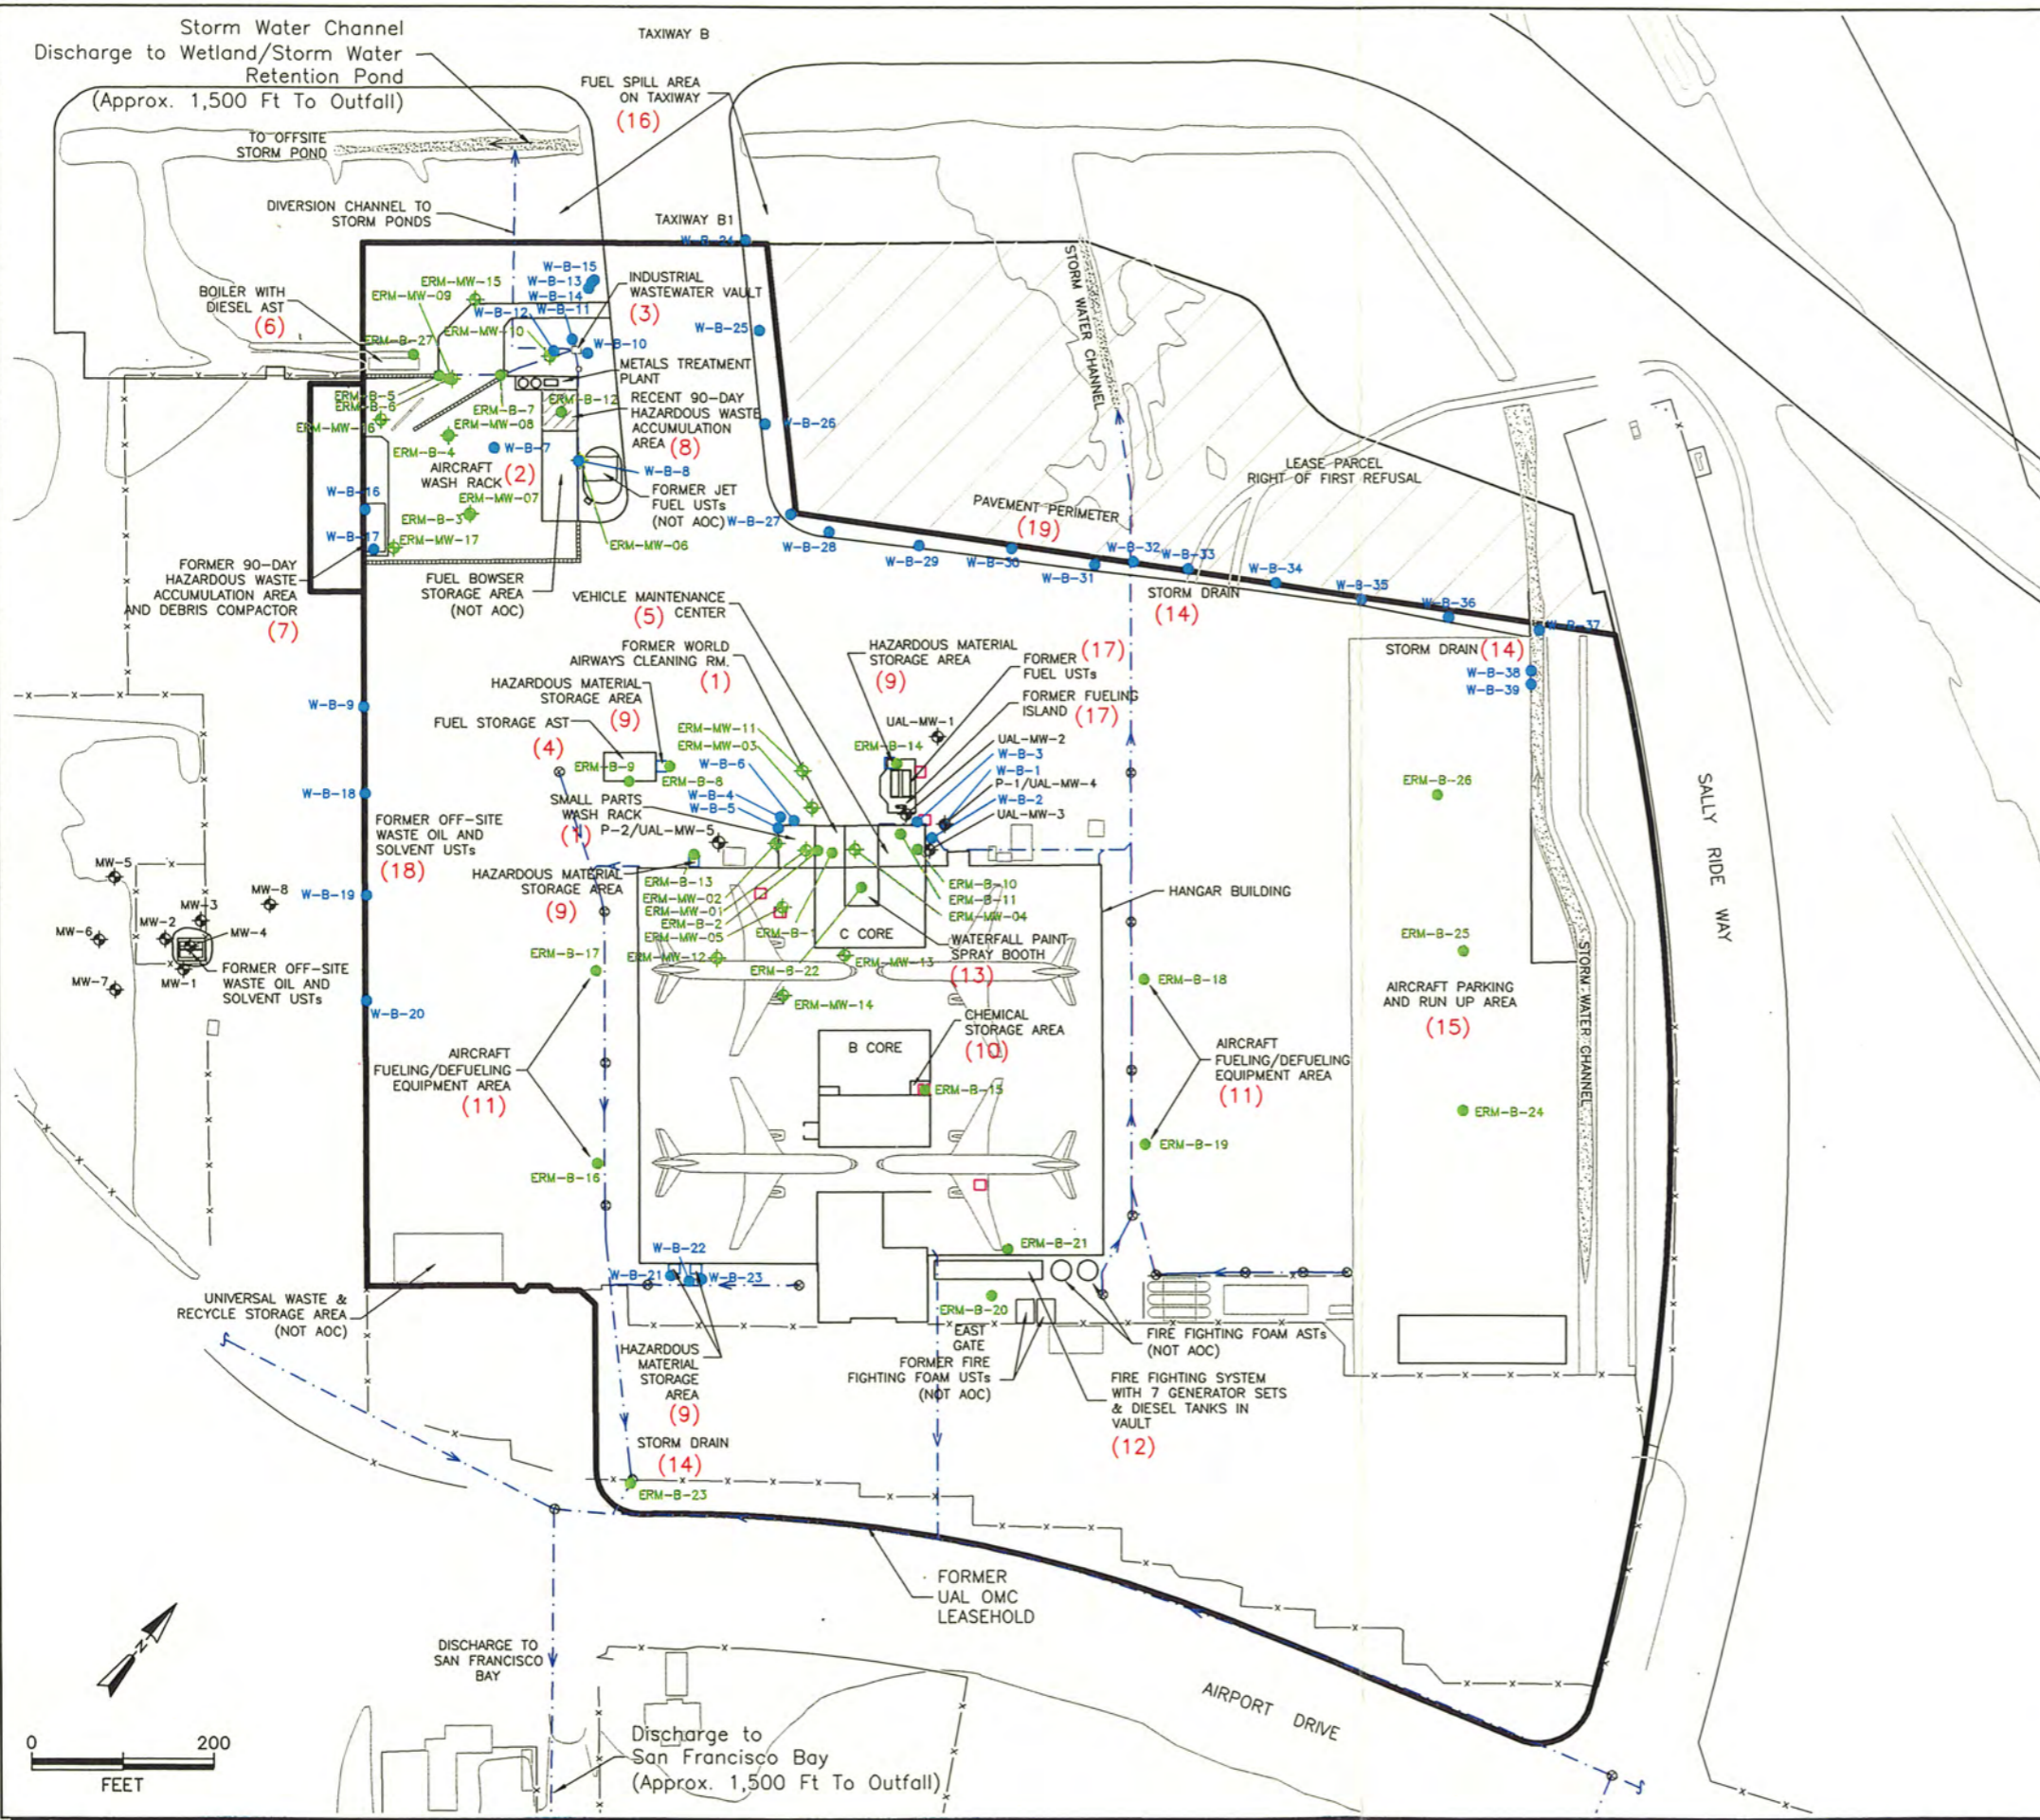 Storm Water Channel
Discharge to Wetland/Storm Water
Retention Pond
(Approx. 1,500 Ft To Outfall)
TAXIWAY B
FUEL SPILL AREA
ON TAXIWAY
(16)
TO OFFSITE
STORM POND
DIVERSION CHANNEL TO
STORM PONDS
TAXIWAY B1
W-B-24
BOILER WITH
DIESEL AST
(6)
ERM-MW-15
ERM-MW-09
W-B-15
W-B-13
W-B-14
W-B-12
W-B-11
INDUSTRIAL
WASTEWATER VAULT
(3)
ERM-MW-10
W-B-10
ERM-B-27
W-B-25
METALS TREATMENT
PLANT
ERM-B-5
ERM-B-6
ERM-MW-16
ERM-B-7
ERM-MW-08
ERM-B-12
RECENT 90-DAY
HAZARDOUS WASTE
ACCUMULATION
AREA (8)
W-B-26
ERM-B-4
W-B-7
AIRCRAFT
WASH RACK (2)
W-B-8
FORMER JET
FUEL USTs
(NOT AOC)
W-B-16
ERM-MW-07
ERM-B-3
W-B-17
ERM-MW-17
ERM-MW-06
W-B-27
W-B-28
W-B-29
W-B-30
W-B-31
W-B-32
W-B-33
W-B-34
W-B-35
W-B-36
W-B-37
STORM WATER CHANNEL
LEASE PARCEL
RIGHT OF FIRST REFUSAL
PAVEMENT PERIMETER
(19)
STORM DRAIN
(14)
STORM DRAIN (14)
W-B-38
W-B-39
FORMER 90-DAY
HAZARDOUS WASTE
ACCUMULATION AREA
AND DEBRIS COMPACTOR
(7)
FUEL BOWSER
STORAGE AREA
(NOT AOC)
VEHICLE MAINTENANCE
(5) CENTER
FORMER WORLD
AIRWAYS CLEANING RM.
(1)
HAZARDOUS MATERIAL
STORAGE AREA
(9)
FORMER (17)
FUEL USTs
FORMER FUELING
ISLAND (17)
HAZARDOUS MATERIAL
STORAGE AREA
(9)
FUEL STORAGE AST
(4)
W-B-9
ERM-MW-11
ERM-MW-03
W-B-6
UAL-MW-1
ERM-B-14
UAL-MW-2
W-B-3
W-B-1
P-1/UAL-MW-4
W-B-2
UAL-MW-3
ERM-B-9
ERM-B-8
W-B-4
W-B-5
SMALL PARTS
WASH RACK
(1)
P-2/UAL-MW-5
W-B-18
FORMER OFF-SITE
WASTE OIL AND
SOLVENT USTs
(18)
HAZARDOUS MATERIAL
STORAGE AREA
(9)
W-B-19
ERM-B-13
ERM-MW-02
ERM-MW-01
ERM-B-2
ERM-MW-05
ERM-B-1
ERM-B-10
ERM-B-11
ERM-MW-04
HANGAR BUILDING
C CORE
WATERFALL PAINT
SPRAY BOOTH
(13)
ERM-MW-12
ERM-B-22
ERM-MW-13
ERM-MW-14
ERM-B-17
ERM-B-18
ERM-B-26
ERM-B-25
AIRCRAFT PARKING
AND RUN UP AREA
(15)
ERM-B-24
SALLY RIDE WAY
STORM WATER CHANNEL
MW-5
MW-8
MW-3
MW-2
MW-4
MW-6
MW-1
MW-7
FORMER OFF-SITE
WASTE OIL AND
SOLVENT USTs
W-B-20
AIRCRAFT
FUELING/DEFUELING
EQUIPMENT AREA
(11)
B CORE
CHEMICAL
STORAGE AREA
(10)
ERM-B-15
AIRCRAFT
FUELING/DEFUELING
EQUIPMENT AREA
(11)
ERM-B-19
ERM-B-16
ERM-B-21
W-B-22
W-B-21
W-B-23
ERM-B-20
UNIVERSAL WASTE &
RECYCLE STORAGE AREA
(NOT AOC)
HAZARDOUS
MATERIAL
STORAGE
AREA
(9)
EAST
GATE
FORMER FIRE
FIGHTING FOAM USTs
(NOT AOC)
FIRE FIGHTING FOAM ASTs
(NOT AOC)
FIRE FIGHTING SYSTEM
WITH 7 GENERATOR SETS
& DIESEL TANKS IN
VAULT
(12)
STORM DRAIN
(14)
ERM-B-23
FORMER
UAL OMC
LEASEHOLD
DISCHARGE TO
SAN FRANCISCO
BAY
AIRPORT DRIVE
Discharge to
San Francisco Bay
(Approx. 1,500 Ft To Outfall)
N
0 200
FEET